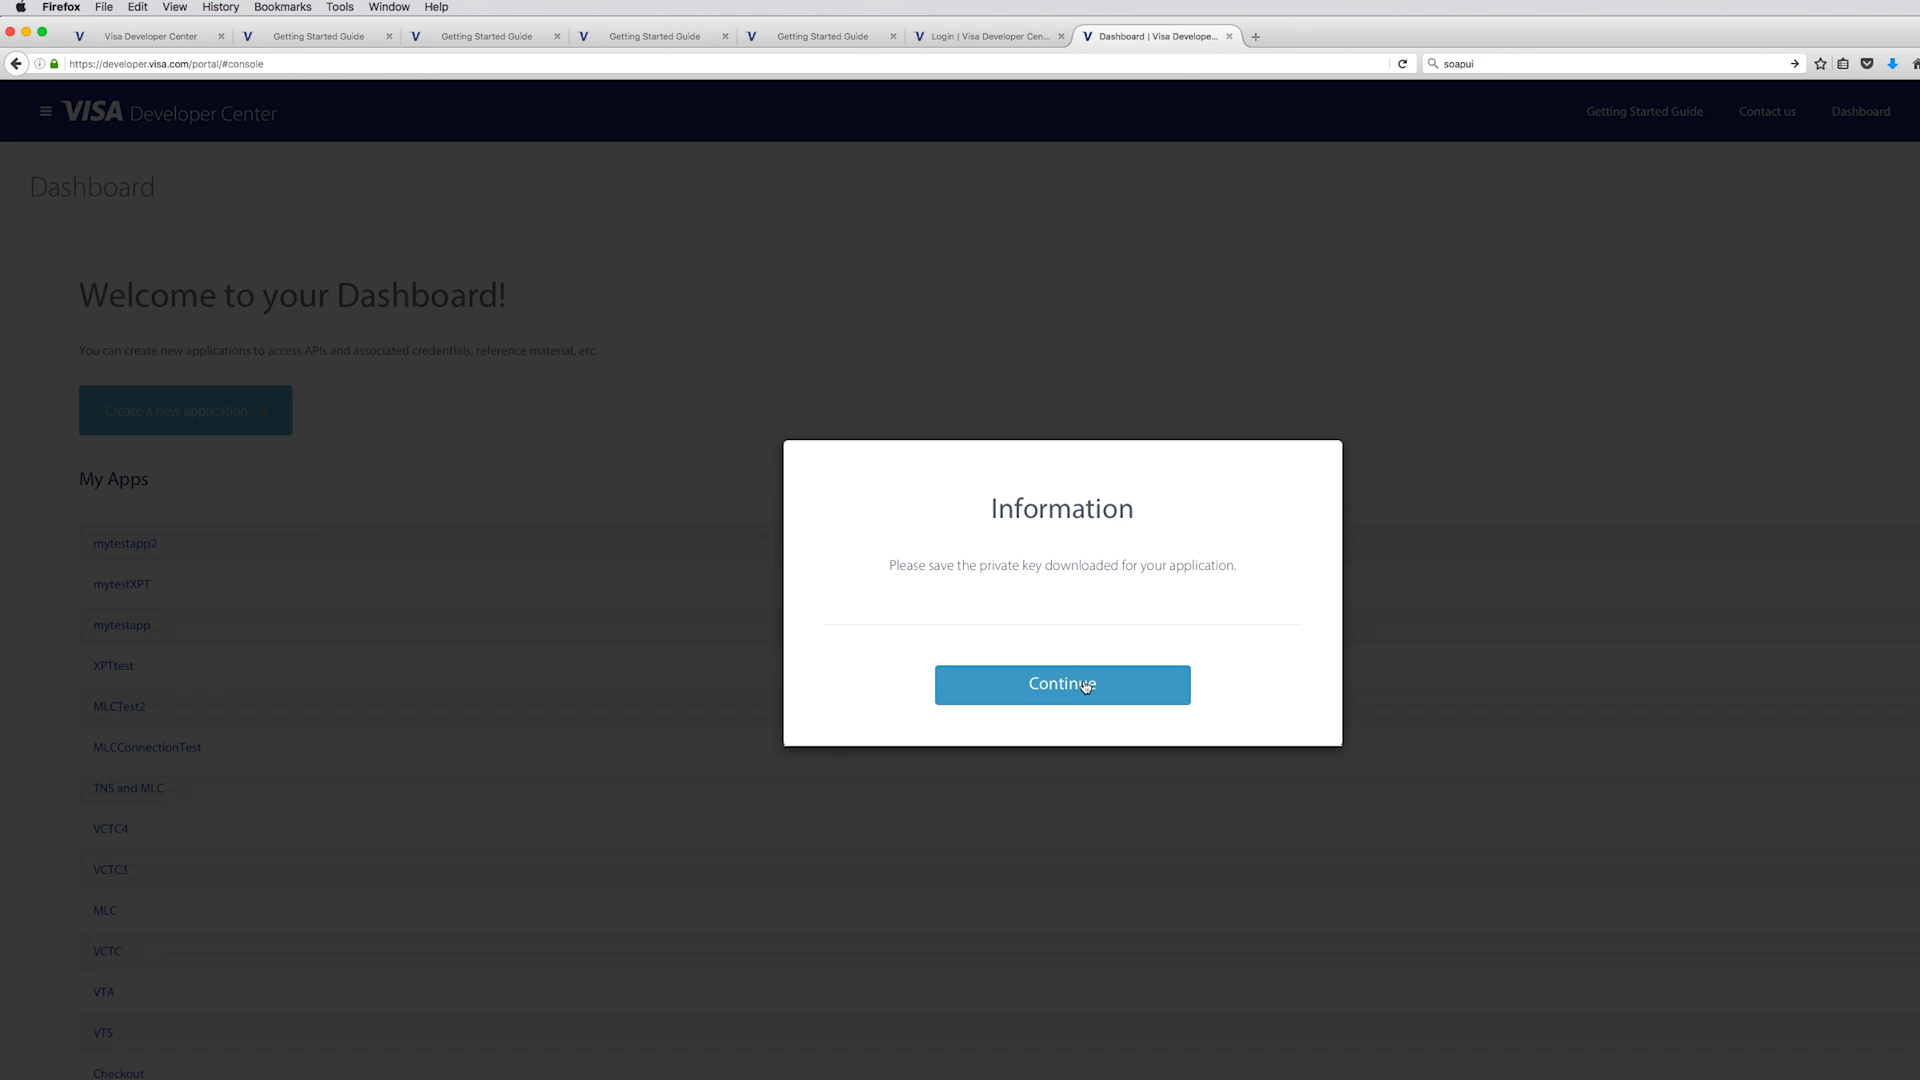 Firefox File Edit View History Bookmarks Tools Window Help
V Visa Developer Center V Getting Started Guide V Getting Started Guide V Getting Started Guide V Getting Started Guide V Login | Visa Developer Cen... V Dashboard | Visa Develope...
https://developer.visa.com/portal/#console soapui
VISA Developer Center Getting Started Guide Contact us Dashboard
Dashboard
Welcome to your Dashboard!
You can create new applications to access APIs and associated credentials, reference material, etc.
Create a new application
My Apps
Information
mytestapp2
Please save the private key downloaded for your application.
mytestXPT
mytestapp
XPTtest
Continue
MLCTest2
MLCConnectionTest
TNS and MLC
VCTC4
VCTC3
MLC
VCTC
VTA
VTS
Checkout